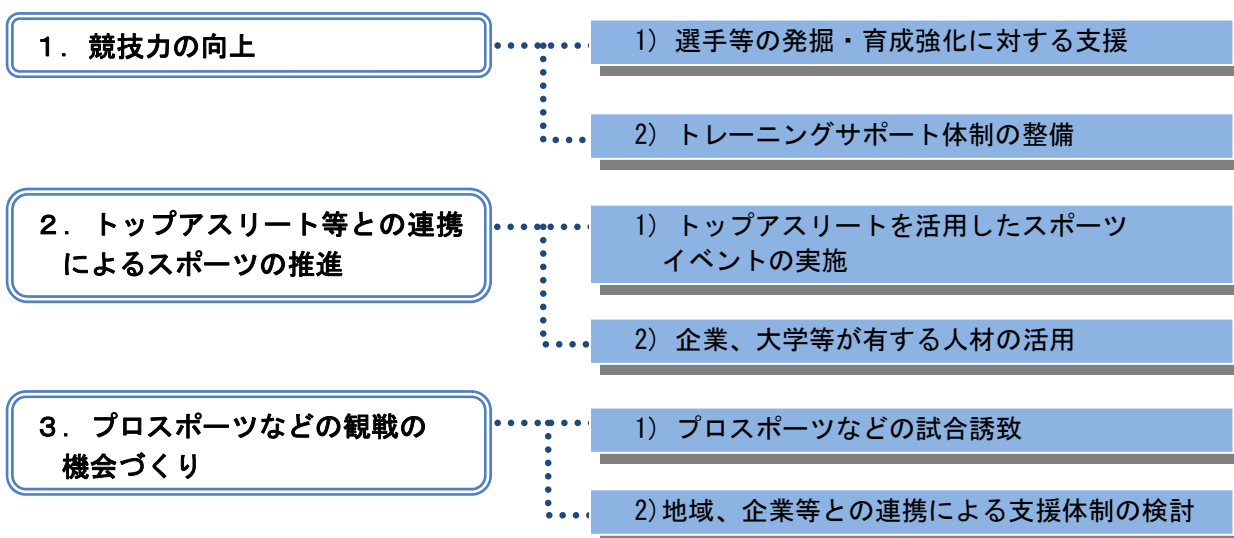 １．競技力の向上
1) 選手等の発掘・育成強化に対する支援
2) トレーニングサポート体制の整備
２．トップアスリート等との連携
によるスポーツの推進
1) トップアスリートを活用したスポーツ
イベントの実施
2) 企業、大学等が有する人材の活用
３．プロスポーツなどの観戦の
機会づくり
1) プロスポーツなどの試合誘致
2)地域、企業等との連携による支援体制の検討